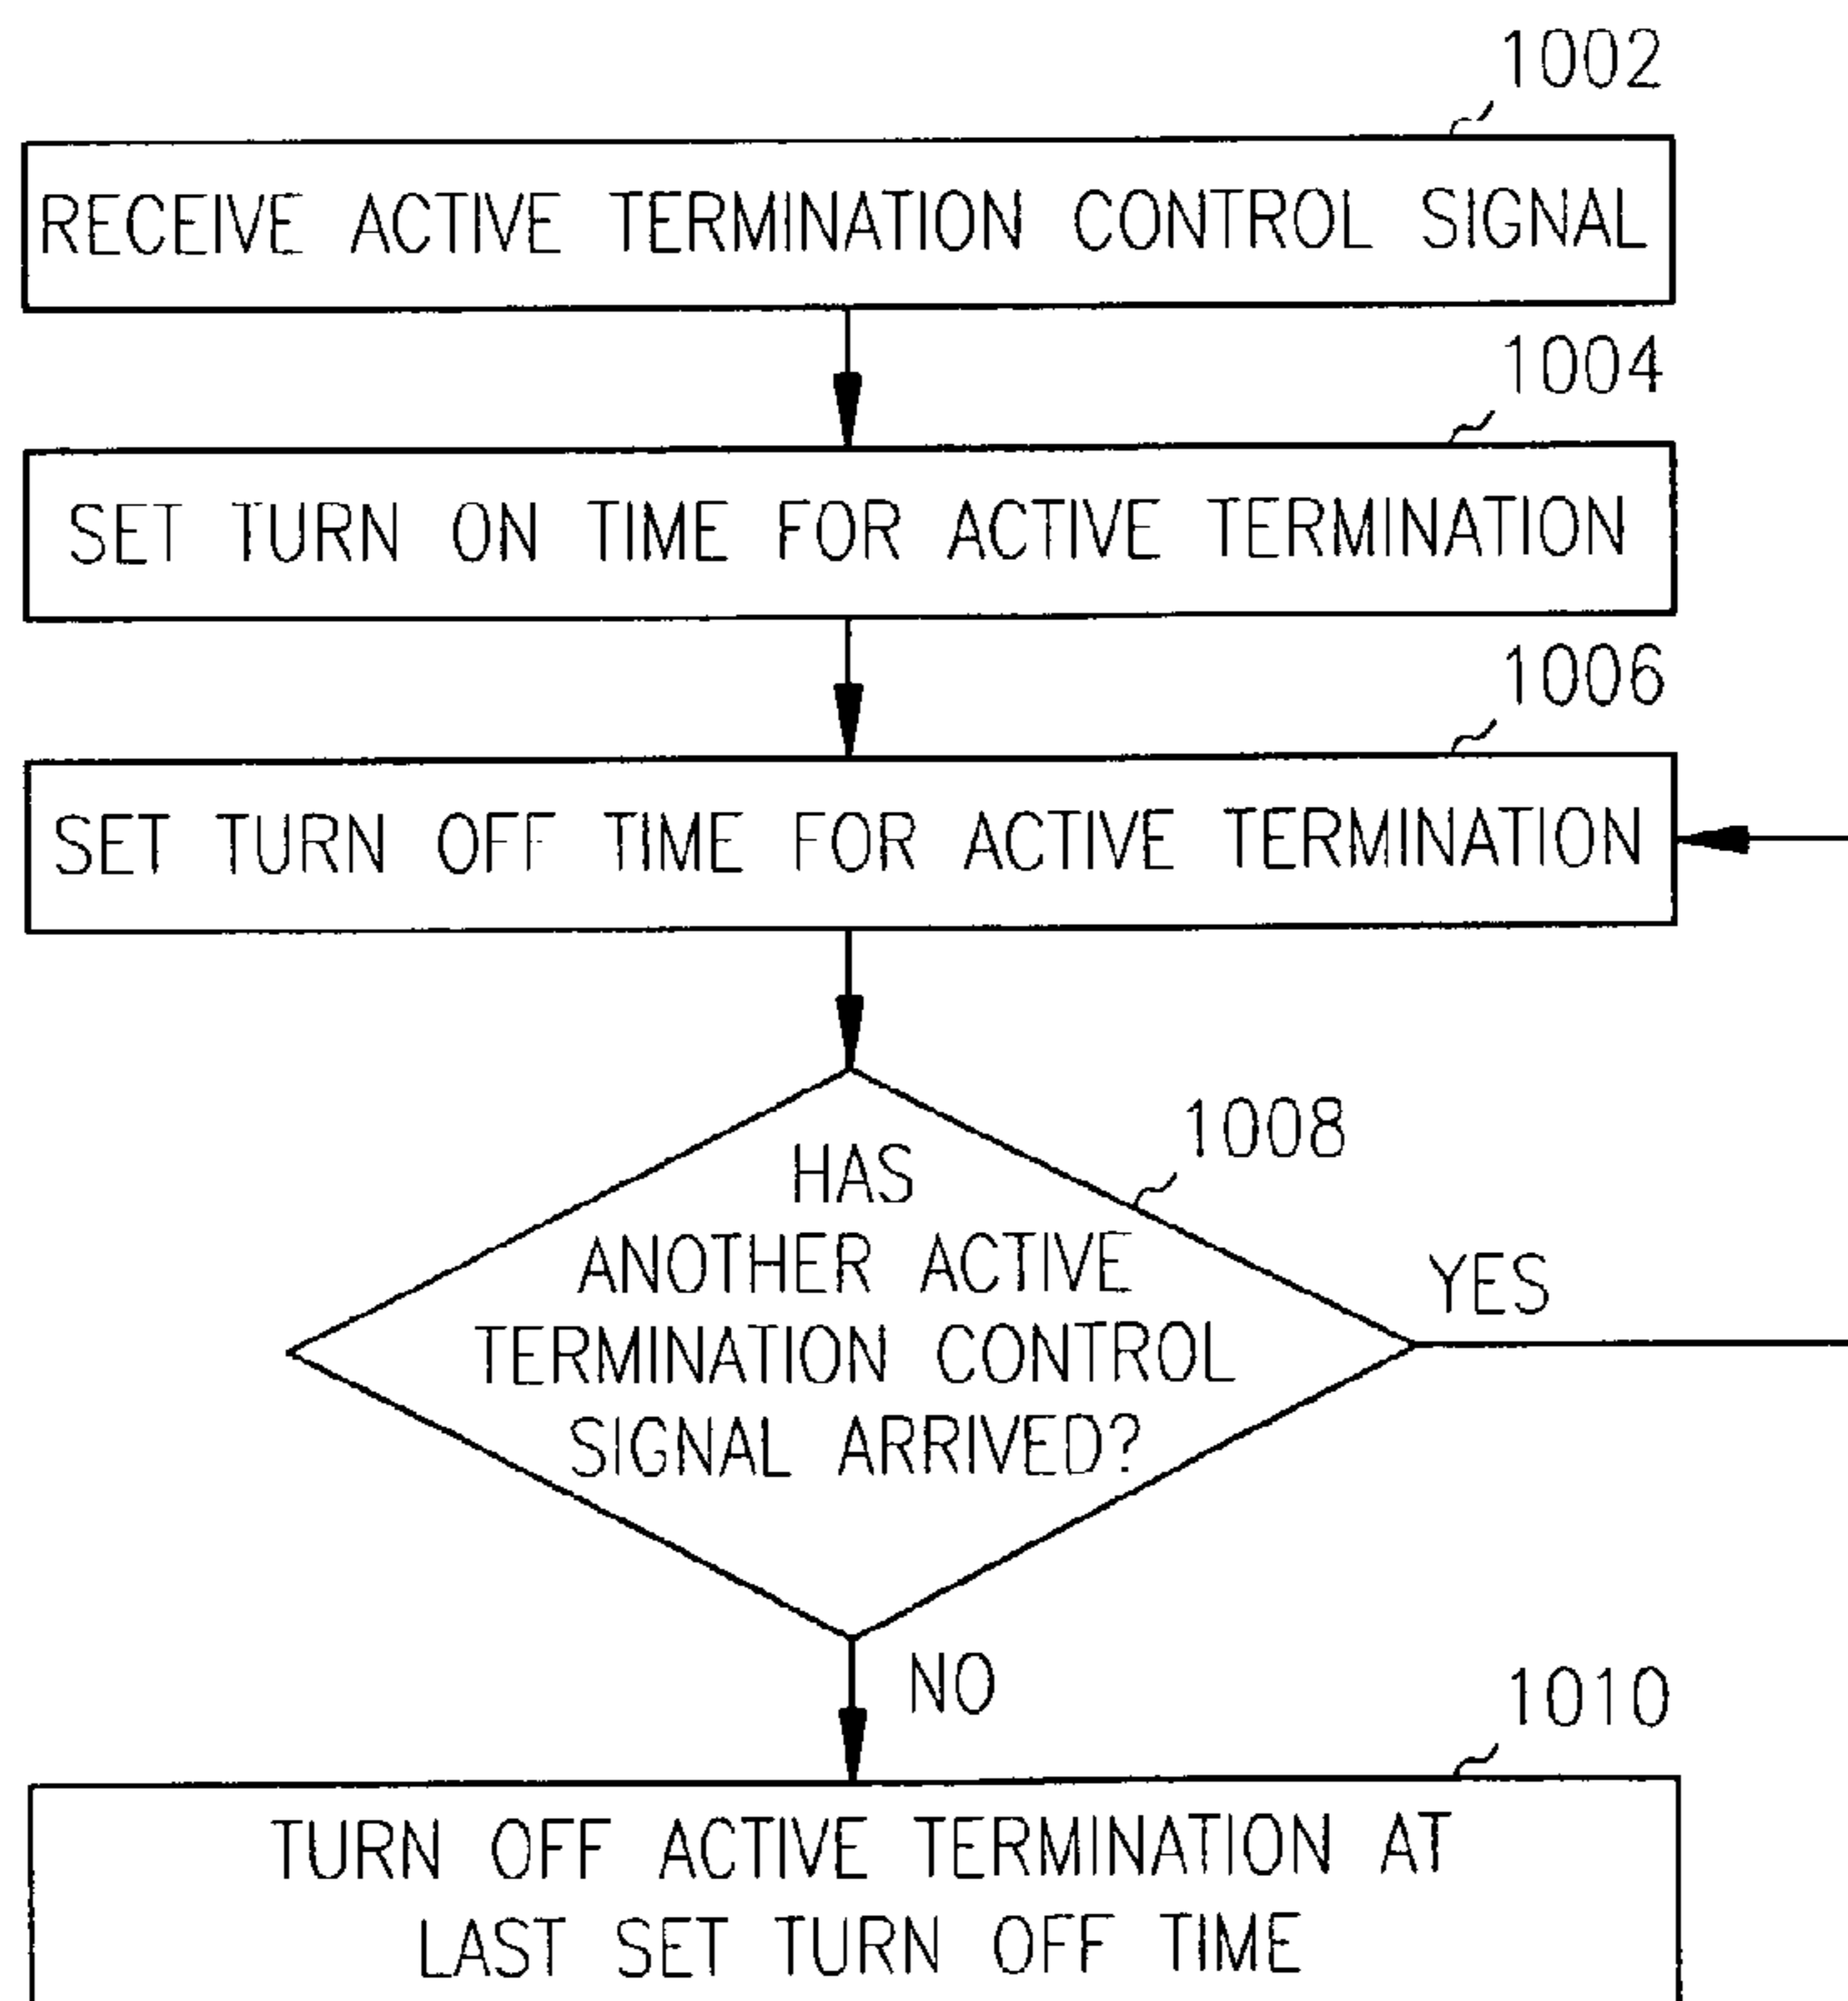 1002
RECEIVE ACTIVE TERMINATION CONTROL SIGNAL
1004
SET TURN ON TIME FOR ACTIVE TERMINATION
1006
SET TURN OFF TIME FOR ACTIVE TERMINATION
1008
HAS
ANOTHER ACTIVE
TERMINATION CONTROL
SIGNAL ARRIVED?
YES
NO
1010
TURN OFF ACTIVE TERMINATION AT
LAST SET TURN OFF TIME